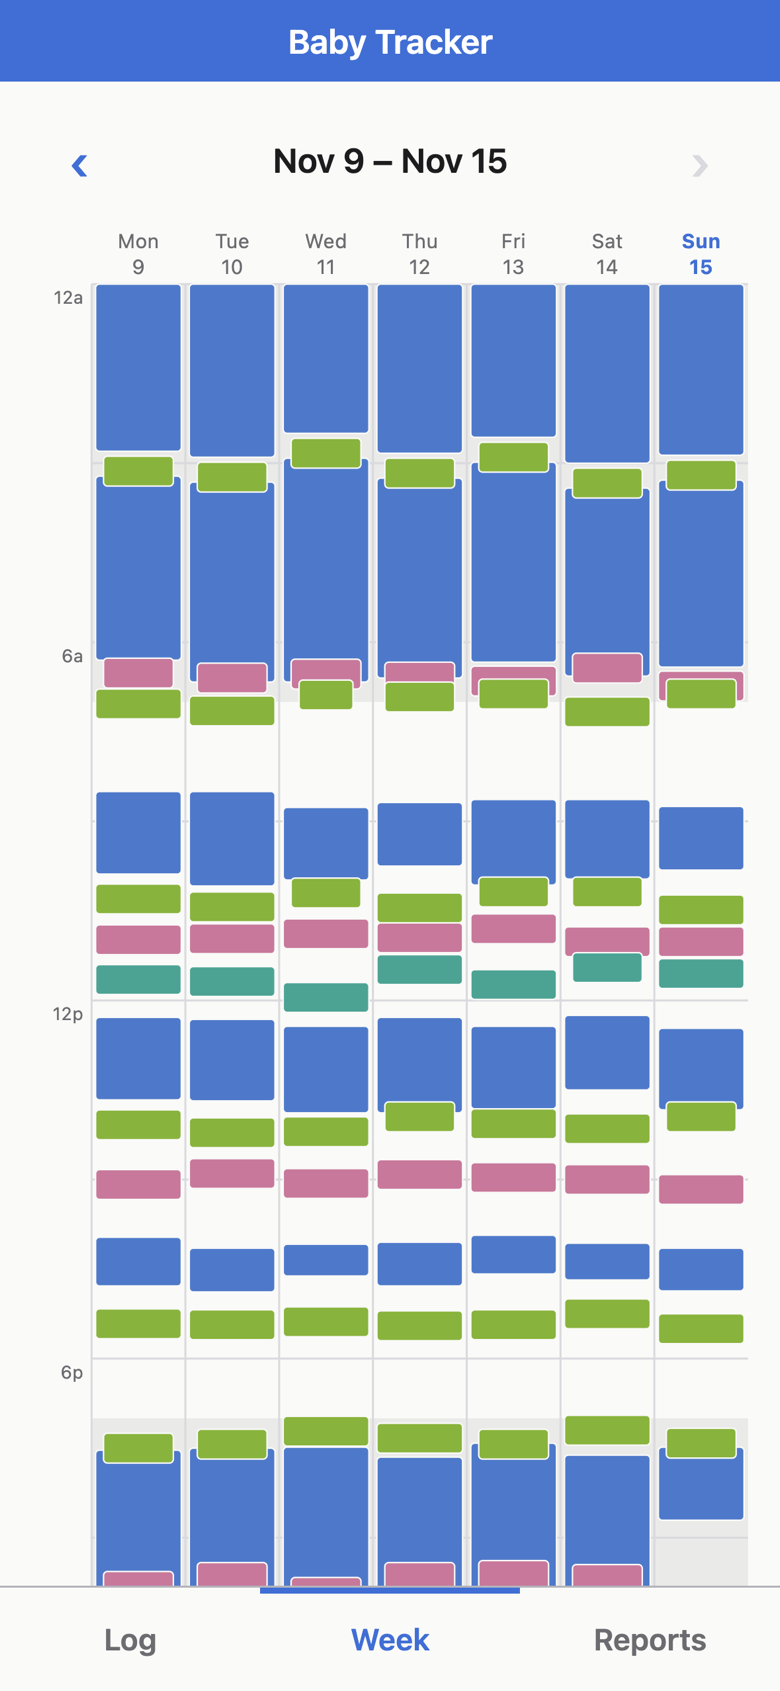 Baby Tracker
‹ Nov 9 – Nov 15 ›
Mon Tue Wed Thu Fri Sat Sun
9 10 11 12 13 14 15
12a
6a
12p
6p
Log Week Reports